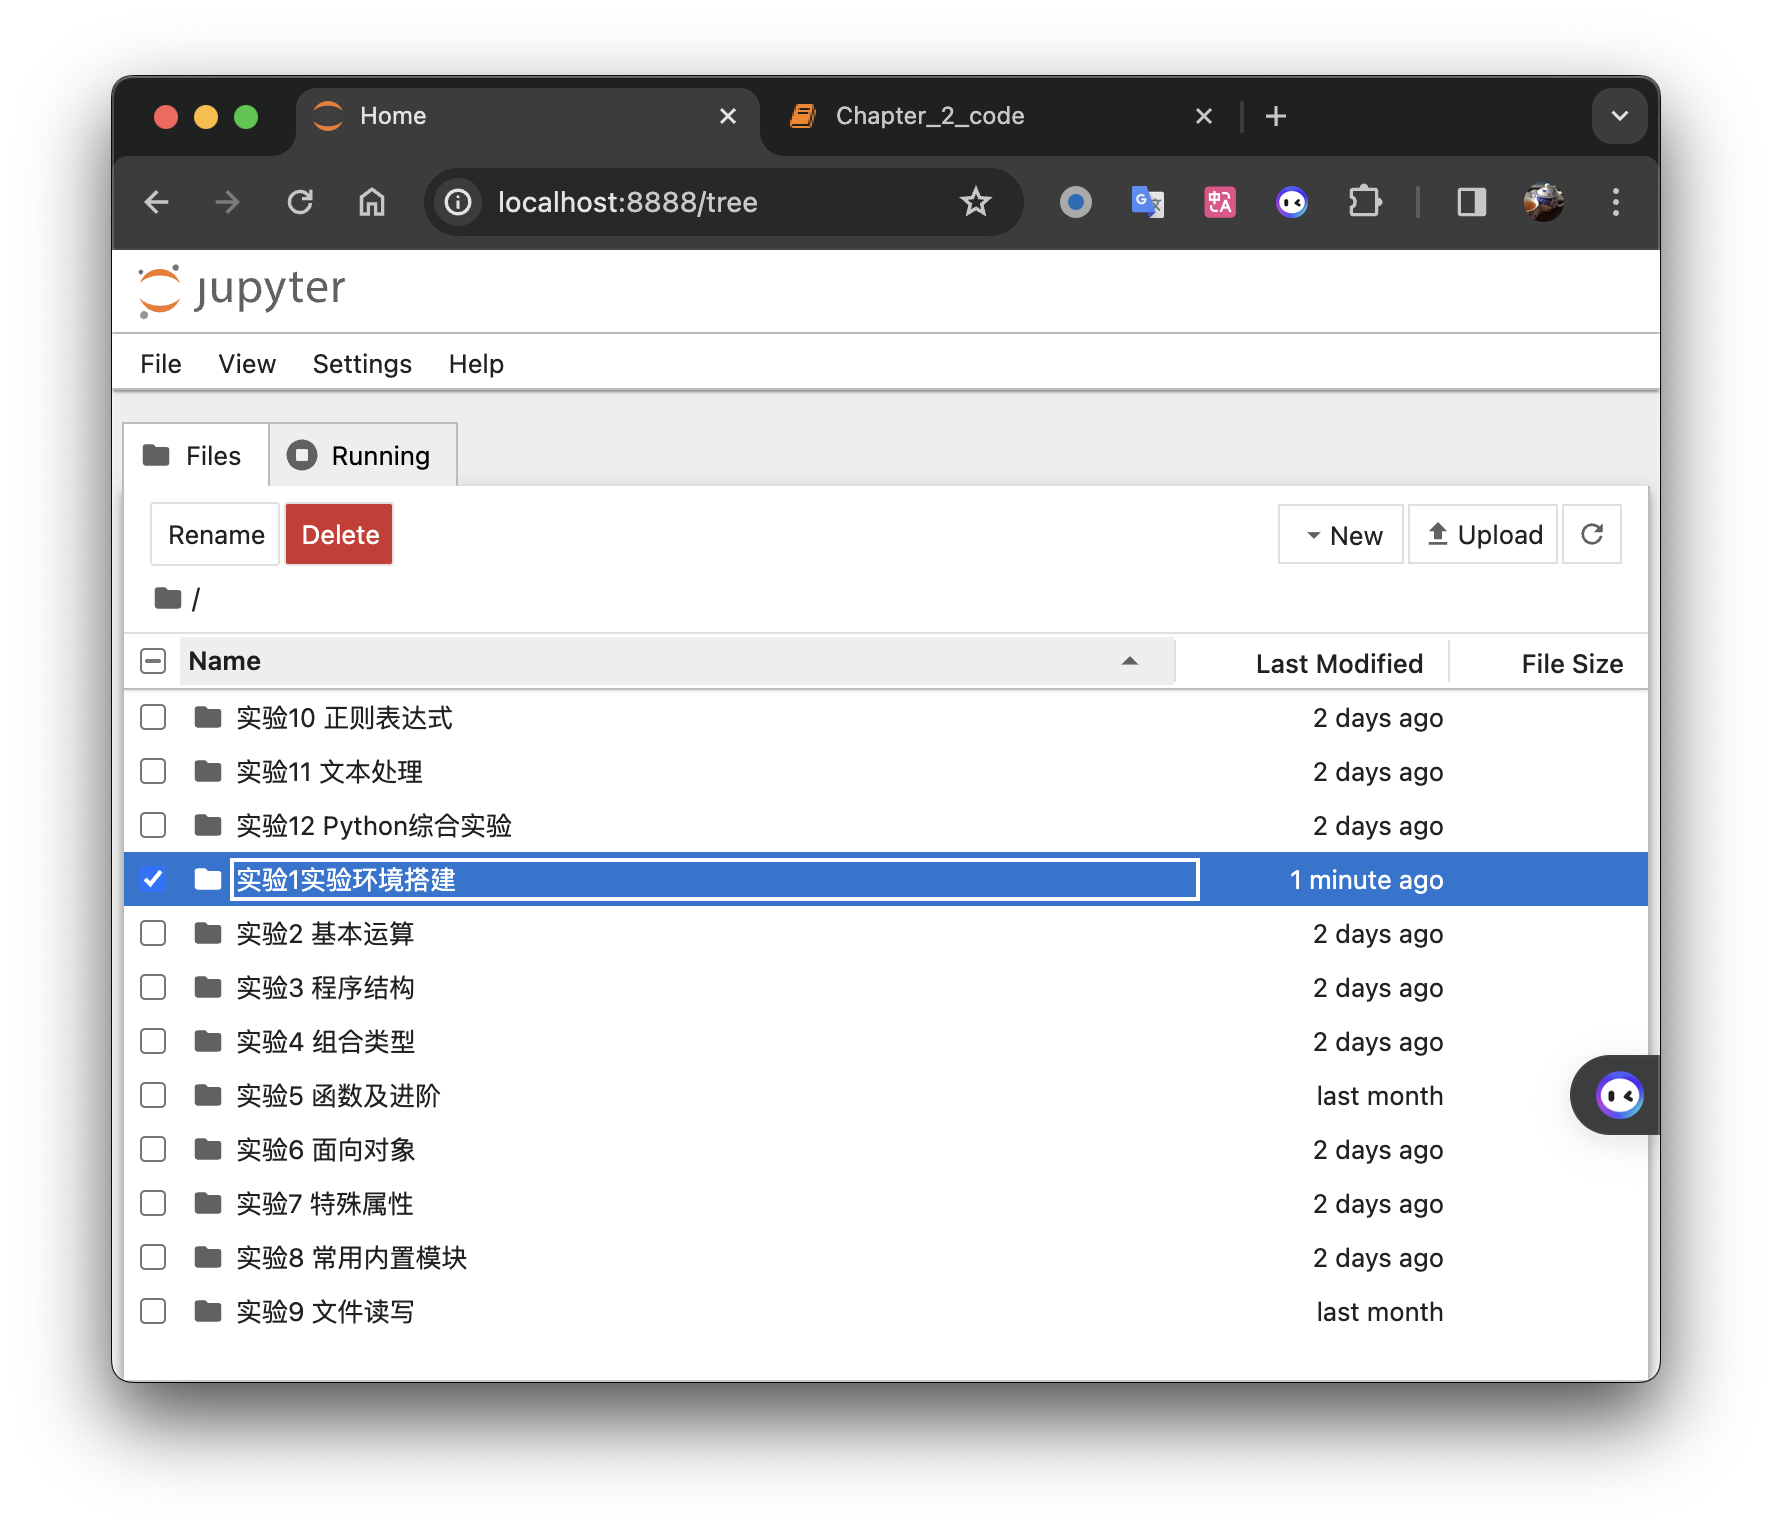 Home
Chapter_2_code
localhost:8888/tree
jupyter
File View Settings Help
Files Running
Rename Delete New Upload
/
Name Last Modified File Size
实验10 正则表达式 2 days ago
实验11 文本处理 2 days ago
实验12 Python综合实验 2 days ago
实验1实验环境搭建 1 minute ago
实验2 基本运算 2 days ago
实验3 程序结构 2 days ago
实验4 组合类型 2 days ago
实验5 函数及进阶 last month
实验6 面向对象 2 days ago
实验7 特殊属性 2 days ago
实验8 常用内置模块 2 days ago
实验9 文件读写 last month